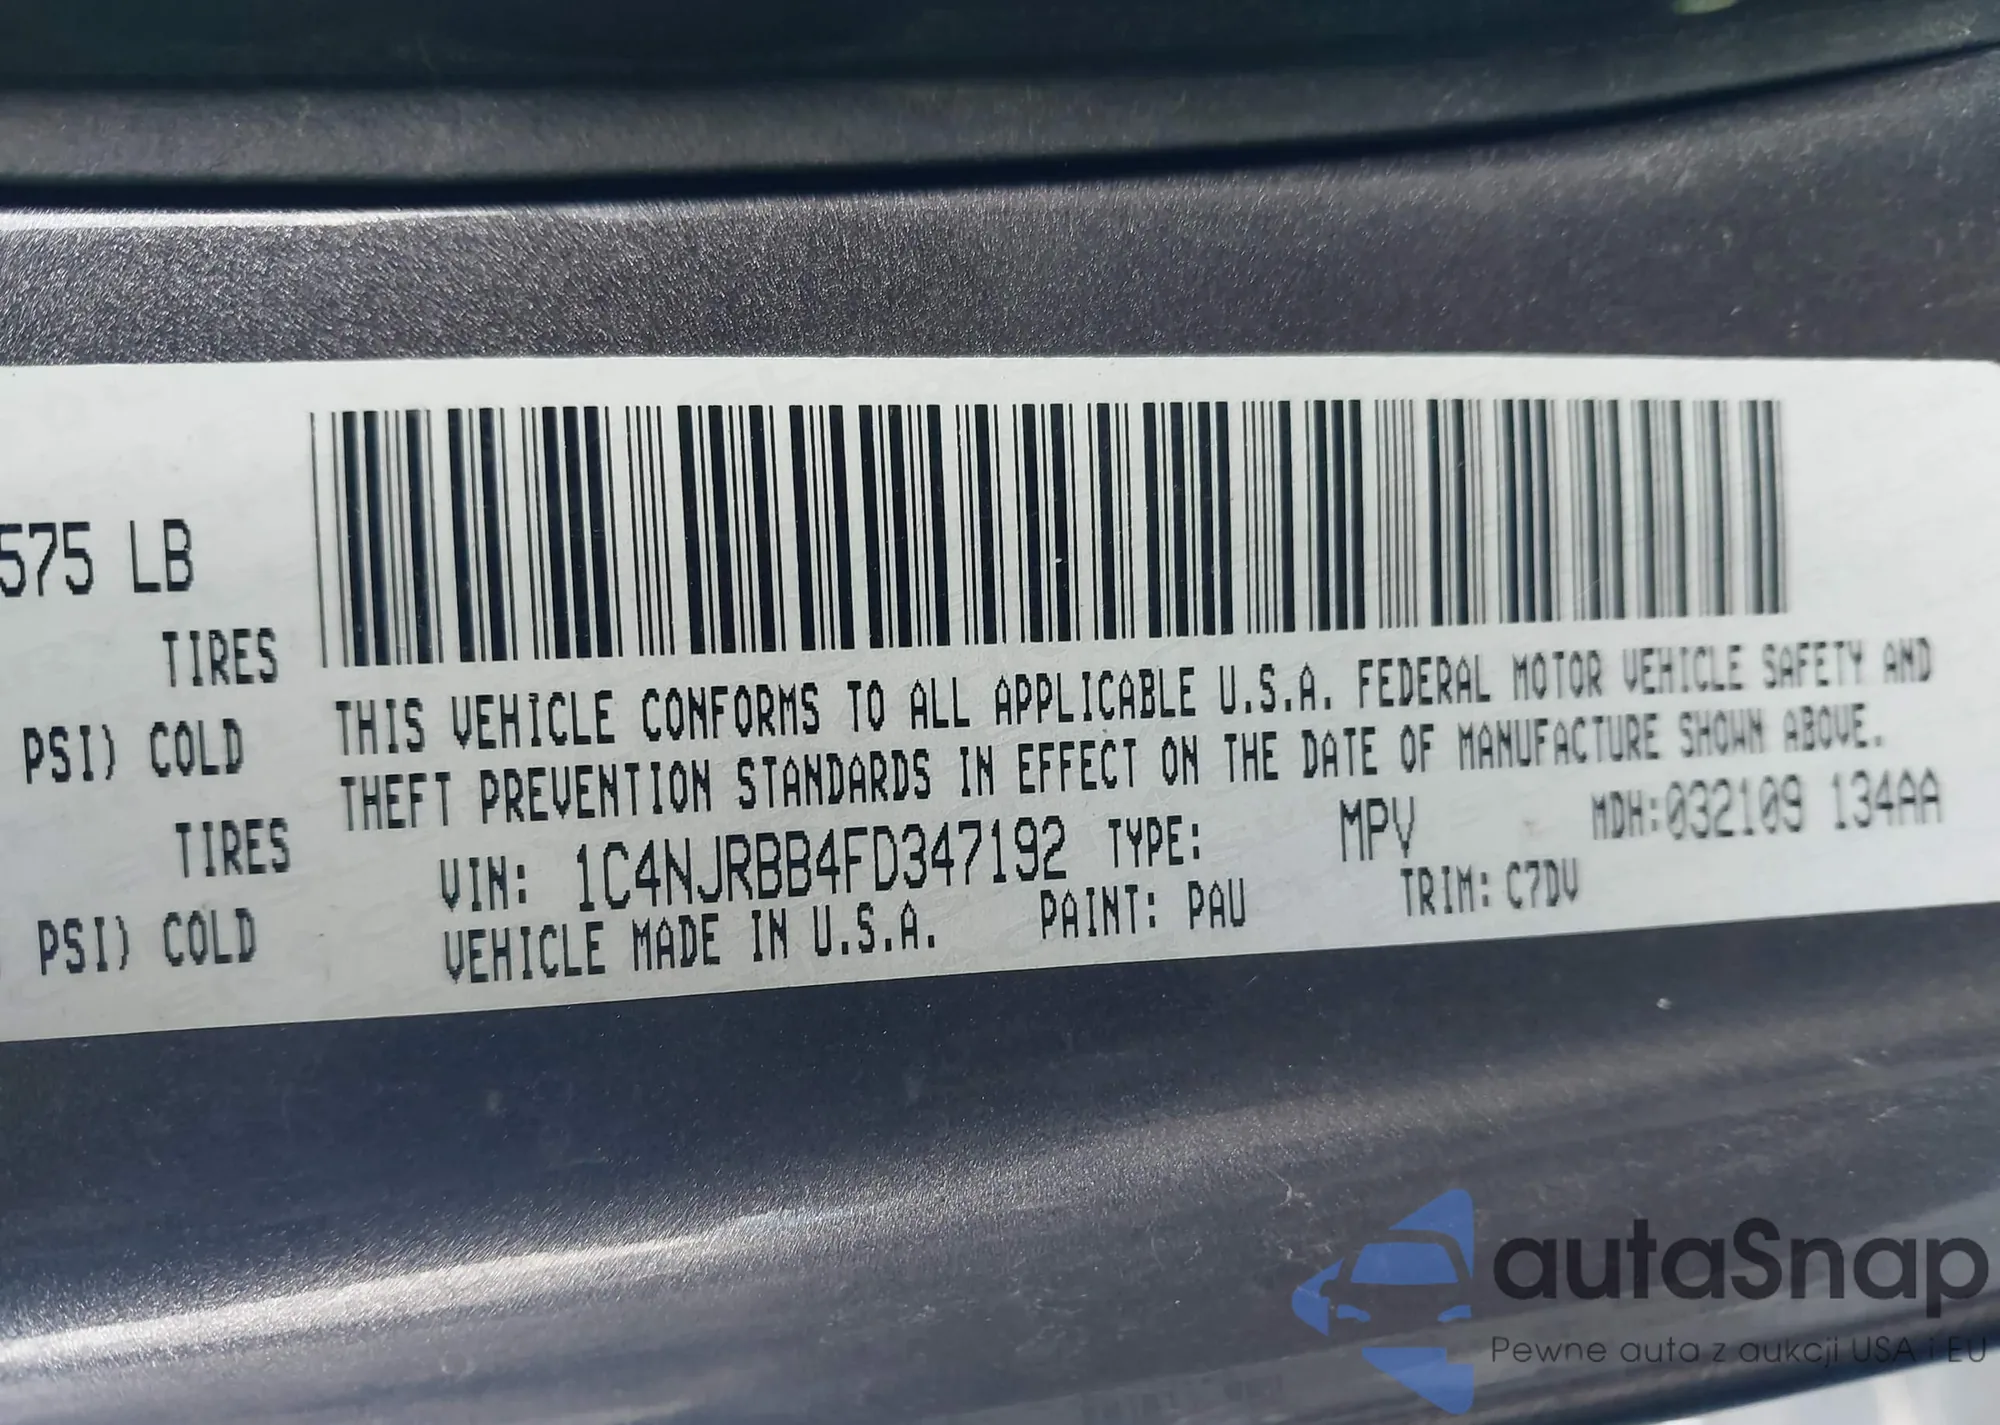 575 LB
TIRES
PSI) COLD
TIRES
PSI) COLD
THIS VEHICLE CONFORMS TO ALL APPLICABLE U.S.A. FEDERAL MOTOR VEHICLE SAFETY AND
THEFT PREVENTION STANDARDS IN EFFECT ON THE DATE OF MANUFACTURE SHOWN ABOVE.
VIN: 1C4NJRBB4FD347192 TYPE: MPV MDH:032109 134AA
VEHICLE MADE IN U.S.A. PAINT: PAU TRIM: C7DV
autaSnap
Pewne auta z aukcji USA i EU